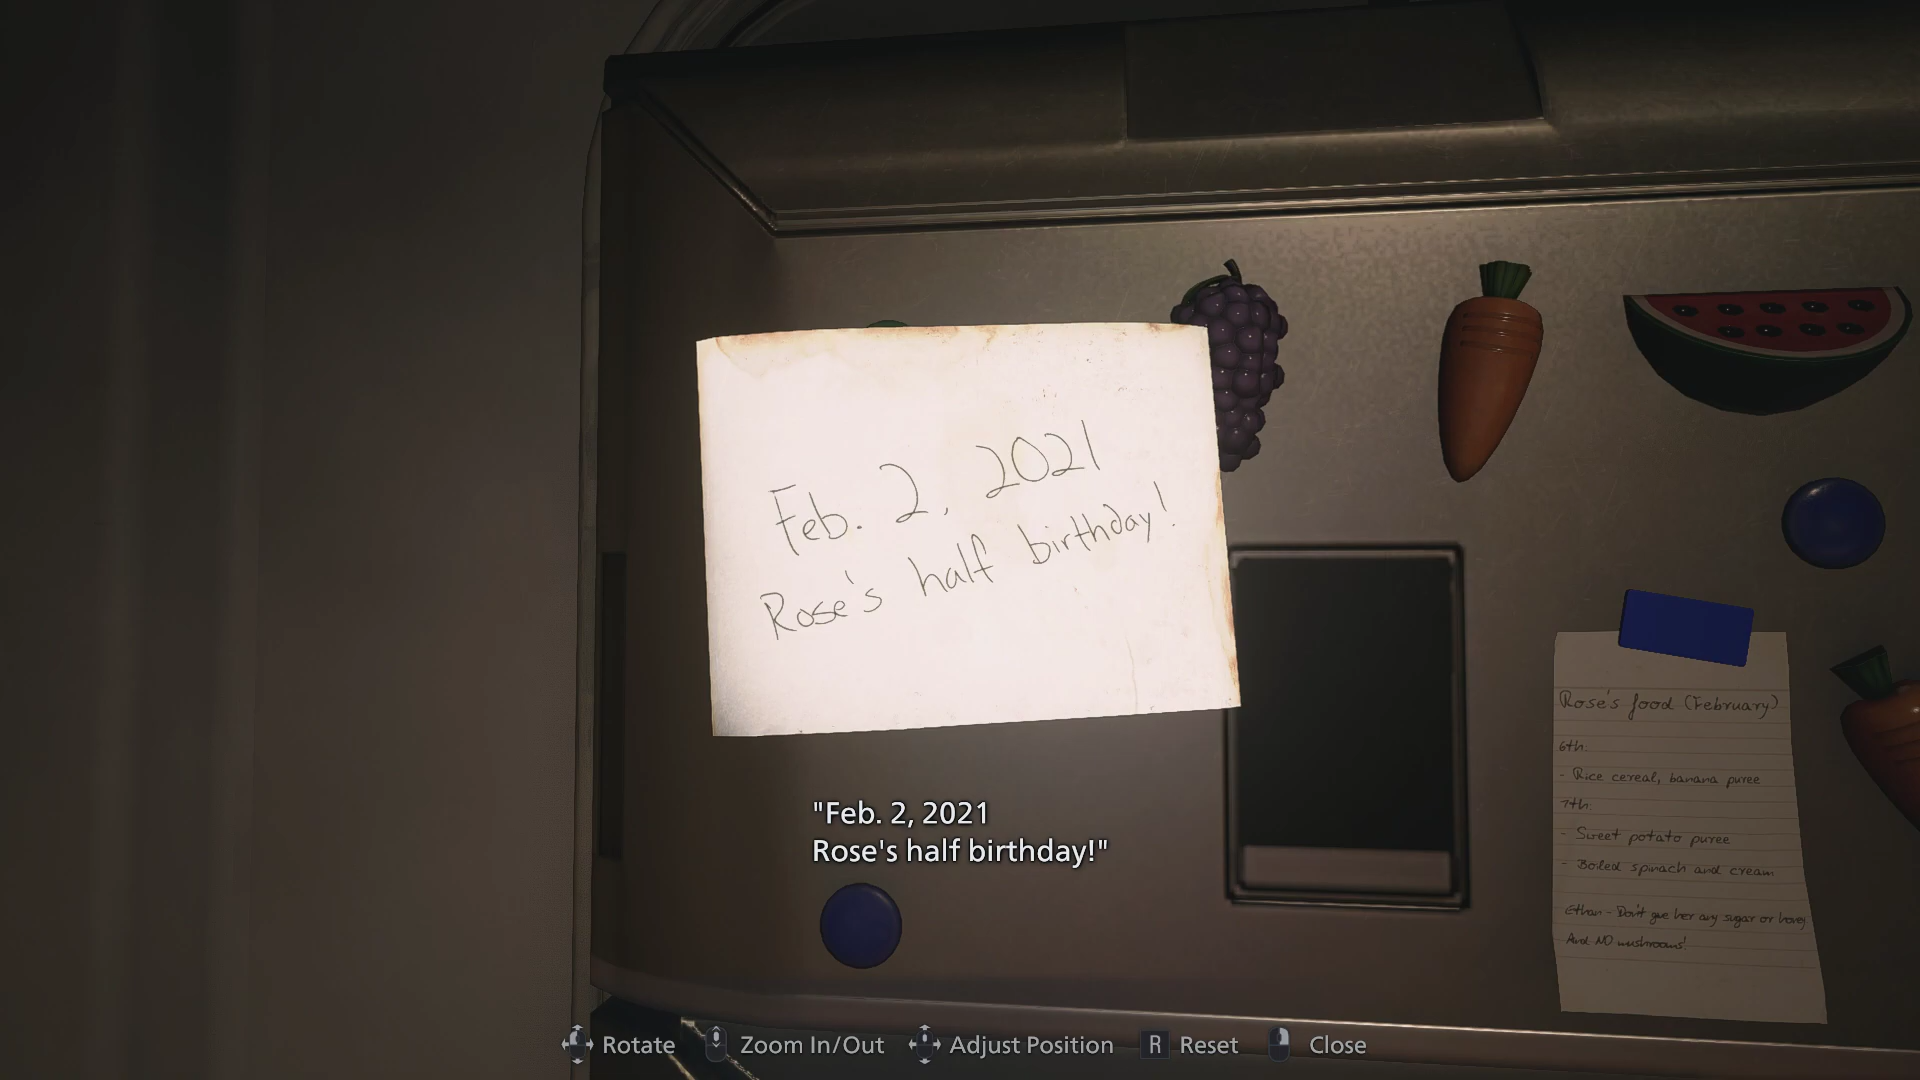 Feb. 2, 2021
Rose's half birthday!
"Feb. 2, 2021
Rose's half birthday!"
Rose's food (February)
6th:
- Rice cereal, banana puree
7th:
- Sweet potato puree
- Boiled spinach and cream
Ethan - Don't give her any sugar or honey.
And NO mushrooms!
Rotate Zoom In/Out Adjust Position R Reset Close